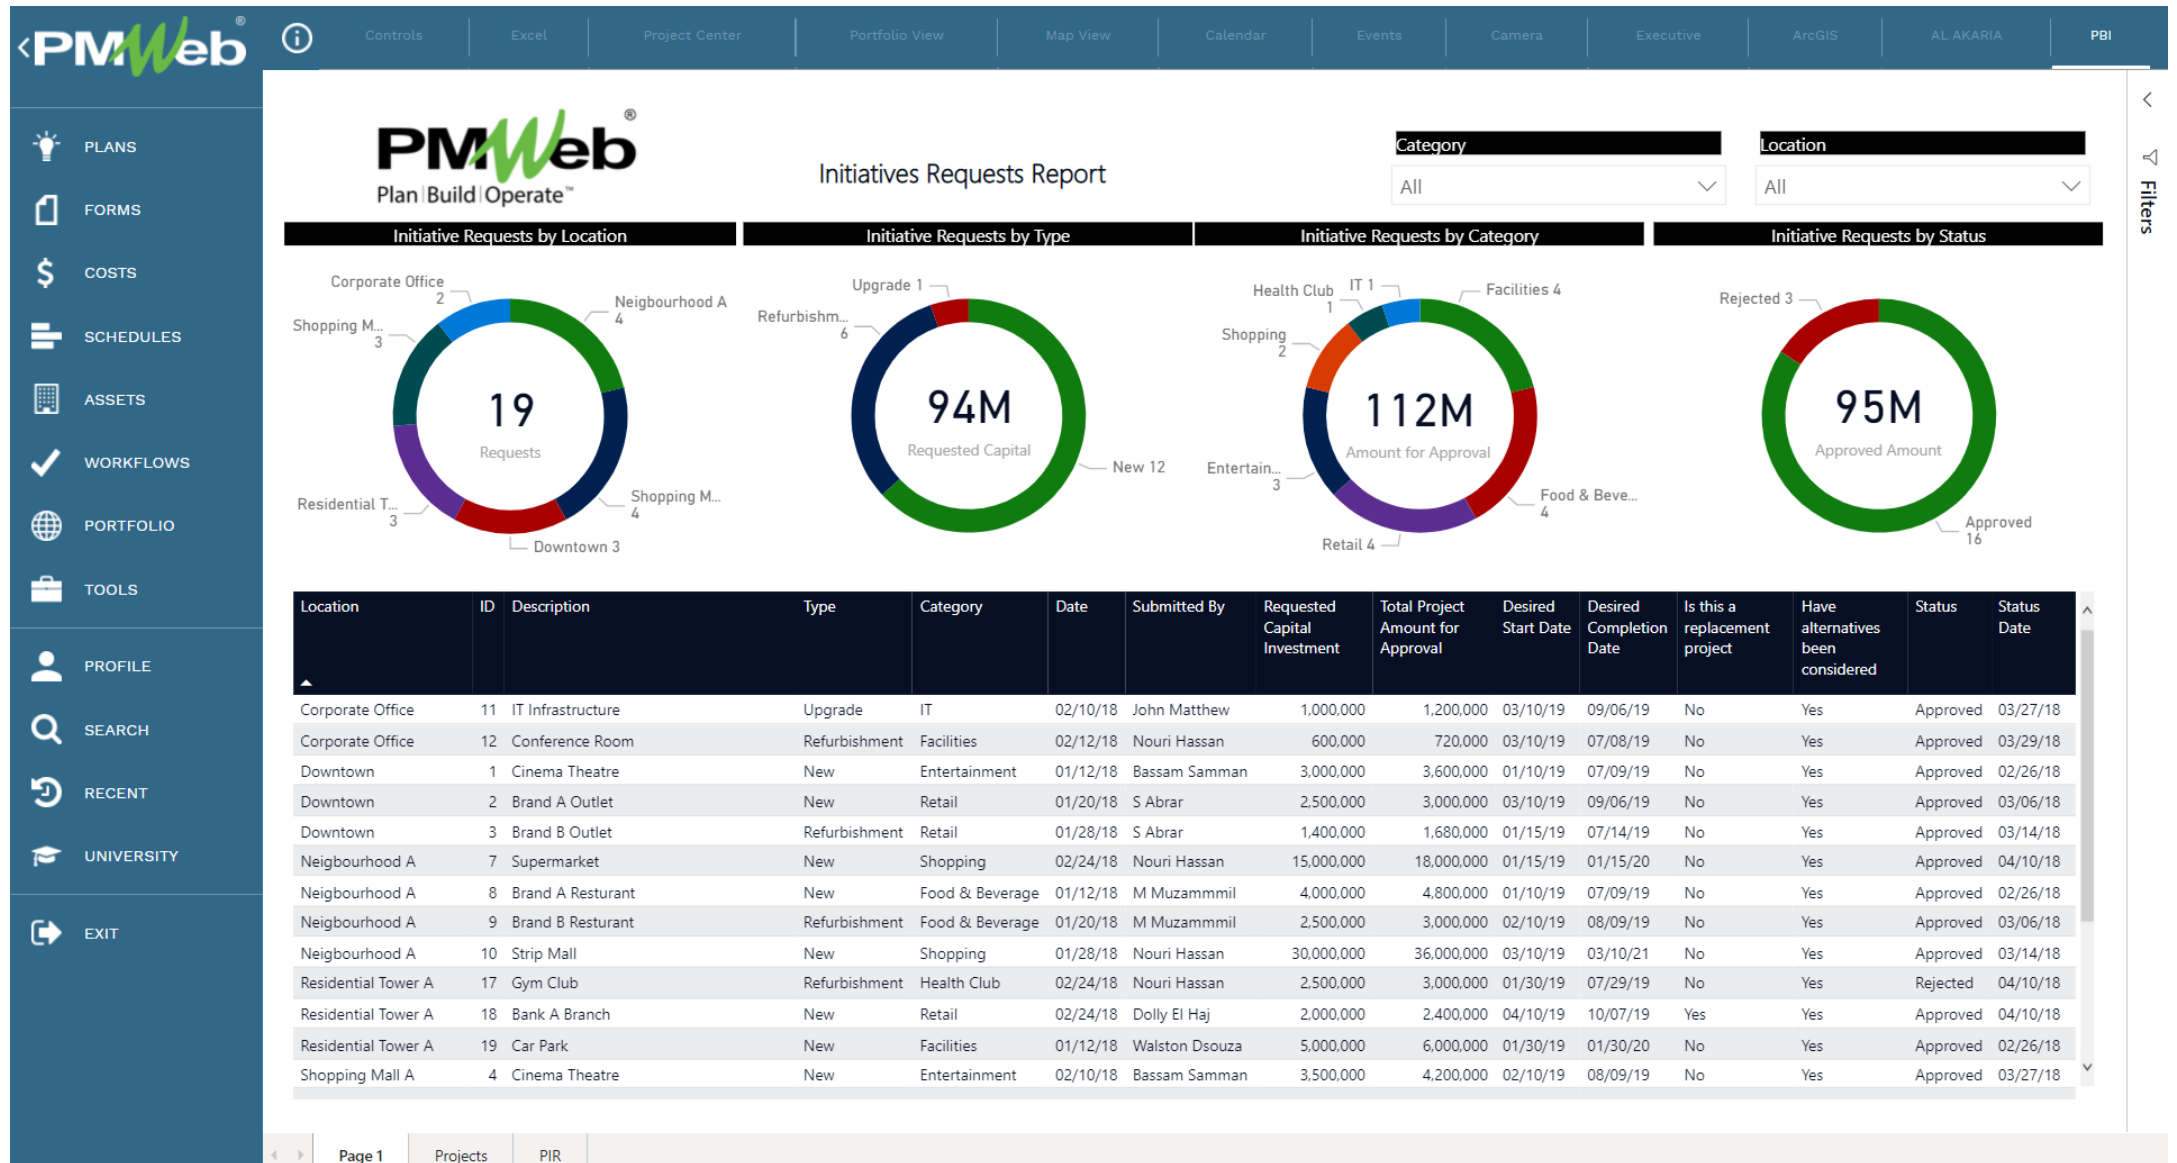 PMWeb®
Controls
Excel
Project Center
Portfolio View
Map View
Calendar
Events
Camera
Executive
ArcGIS
AL AKARIA
PBI
PLANS
FORMS
COSTS
SCHEDULES
ASSETS
WORKFLOWS
PORTFOLIO
TOOLS
PROFILE
SEARCH
RECENT
UNIVERSITY
EXIT
PMWeb®
Plan | Build | Operate™
Initiatives Requests Report
Category
All
Location
All
Filters
Initiative Requests by Location
Corporate Office
2
Neigbourhood A
4
Shopping M...
3
19
Requests
Residential T...
3
Shopping M...
4
Downtown 3
Initiative Requests by Type
Upgrade 1
Refurbishm...
6
94M
Requested Capital
New 12
Initiative Requests by Category
Health Club
1
IT 1
Facilities 4
Shopping
2
112M
Amount for Approval
Entertain...
3
Food & Beve...
4
Retail 4
Initiative Requests by Status
Rejected 3
95M
Approved Amount
Approved
16
Location ID Description Type Category Date Submitted By Requested Capital Investment Total Project Amount for Approval Desired Start Date Desired Completion Date Is this a replacement project Have alternatives been considered Status Status Date
Corporate Office 11 IT Infrastructure Upgrade IT 02/10/18 John Matthew 1,000,000 1,200,000 03/10/19 09/06/19 No Yes Approved 03/27/18
Corporate Office 12 Conference Room Refurbishment Facilities 02/12/18 Nouri Hassan 600,000 720,000 03/10/19 07/08/19 No Yes Approved 03/29/18
Downtown 1 Cinema Theatre New Entertainment 01/12/18 Bassam Samman 3,000,000 3,600,000 01/10/19 07/09/19 No Yes Approved 02/26/18
Downtown 2 Brand A Outlet New Retail 01/20/18 S Abrar 2,500,000 3,000,000 03/10/19 09/06/19 No Yes Approved 03/06/18
Downtown 3 Brand B Outlet Refurbishment Retail 01/28/18 S Abrar 1,400,000 1,680,000 01/15/19 07/14/19 No Yes Approved 03/14/18
Neigbourhood A 7 Supermarket New Shopping 02/24/18 Nouri Hassan 15,000,000 18,000,000 01/15/19 01/15/20 No Yes Approved 04/10/18
Neigbourhood A 8 Brand A Resturant New Food & Beverage 01/12/18 M Muzammmil 4,000,000 4,800,000 01/10/19 07/09/19 No Yes Approved 02/26/18
Neigbourhood A 9 Brand B Resturant Refurbishment Food & Beverage 01/20/18 M Muzammmil 2,500,000 3,000,000 02/10/19 08/09/19 No Yes Approved 03/06/18
Neigbourhood A 10 Strip Mall New Shopping 01/28/18 Nouri Hassan 30,000,000 36,000,000 03/10/19 03/10/21 No Yes Approved 03/14/18
Residential Tower A 17 Gym Club Refurbishment Health Club 02/24/18 Nouri Hassan 2,500,000 3,000,000 01/30/19 07/29/19 No Yes Rejected 04/10/18
Residential Tower A 18 Bank A Branch New Retail 02/24/18 Dolly El Haj 2,000,000 2,400,000 04/10/19 10/07/19 Yes Yes Approved 04/10/18
Residential Tower A 19 Car Park New Facilities 01/12/18 Walston Dsouza 5,000,000 6,000,000 01/30/19 01/30/20 No Yes Approved 02/26/18
Shopping Mall A 4 Cinema Theatre New Entertainment 02/10/18 Bassam Samman 3,500,000 4,200,000 02/10/19 08/09/19 No Yes Approved 03/27/18
Page 1
Projects
PIR